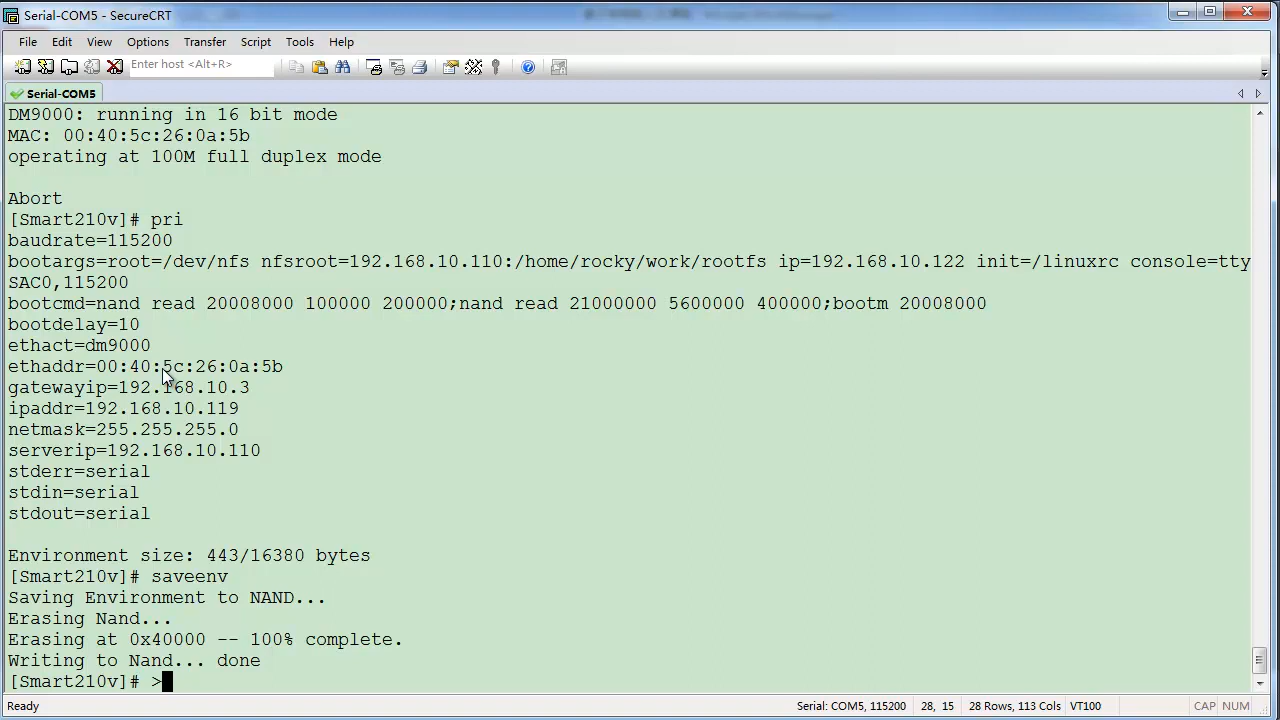 Serial-COM5 - SecureCRT
File Edit View Options Transfer Script Tools Help
Enter host <Alt+R>
Serial-COM5
DM9000: running in 16 bit mode
MAC: 00:40:5c:26:0a:5b
operating at 100M full duplex mode
Abort
[Smart210v]# pri
baudrate=115200
bootargs=root=/dev/nfs nfsroot=192.168.10.110:/home/rocky/work/rootfs ip=192.168.10.122 init=/linuxrc console=tty
SAC0,115200
bootcmd=nand read 20008000 100000 200000;nand read 21000000 5600000 400000;bootm 20008000
bootdelay=10
ethact=dm9000
ethaddr=00:40:5c:26:0a:5b
gatewayip=192.168.10.3
ipaddr=192.168.10.119
netmask=255.255.255.0
serverip=192.168.10.110
stderr=serial
stdin=serial
stdout=serial
Environment size: 443/16380 bytes
[Smart210v]# saveenv
Saving Environment to NAND...
Erasing Nand...
Erasing at 0x40000 -- 100% complete.
Writing to Nand... done
[Smart210v]# >
Ready Serial: COM5, 115200 28, 15 28 Rows, 113 Cols VT100 CAP NUM